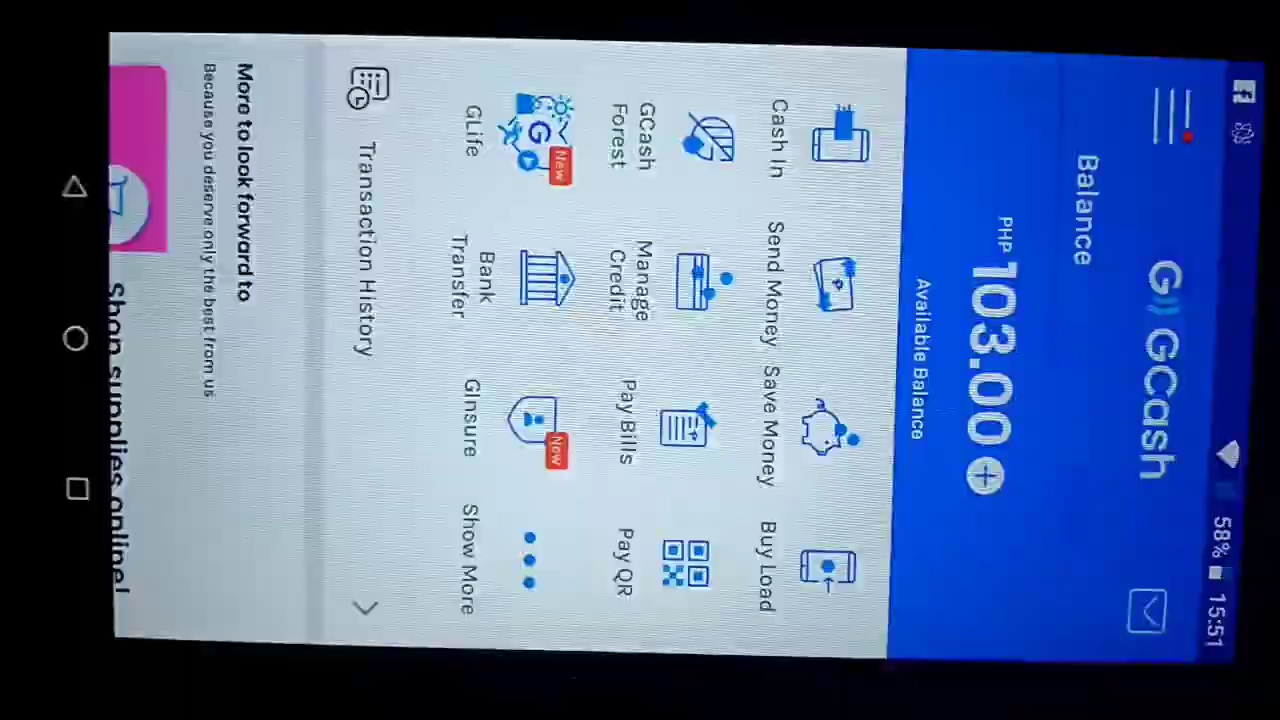 58% 15:51
G)) GCash
Balance
PHP 103.00
Available Balance
Cash In Send Money Save Money Buy Load
GCash Forest Manage Credit Pay Bills Pay QR
New New
GLife Bank Transfer GInsure Show More
Transaction History
More to look forward to
Because you deserve only the best from us
Shop supplies online!